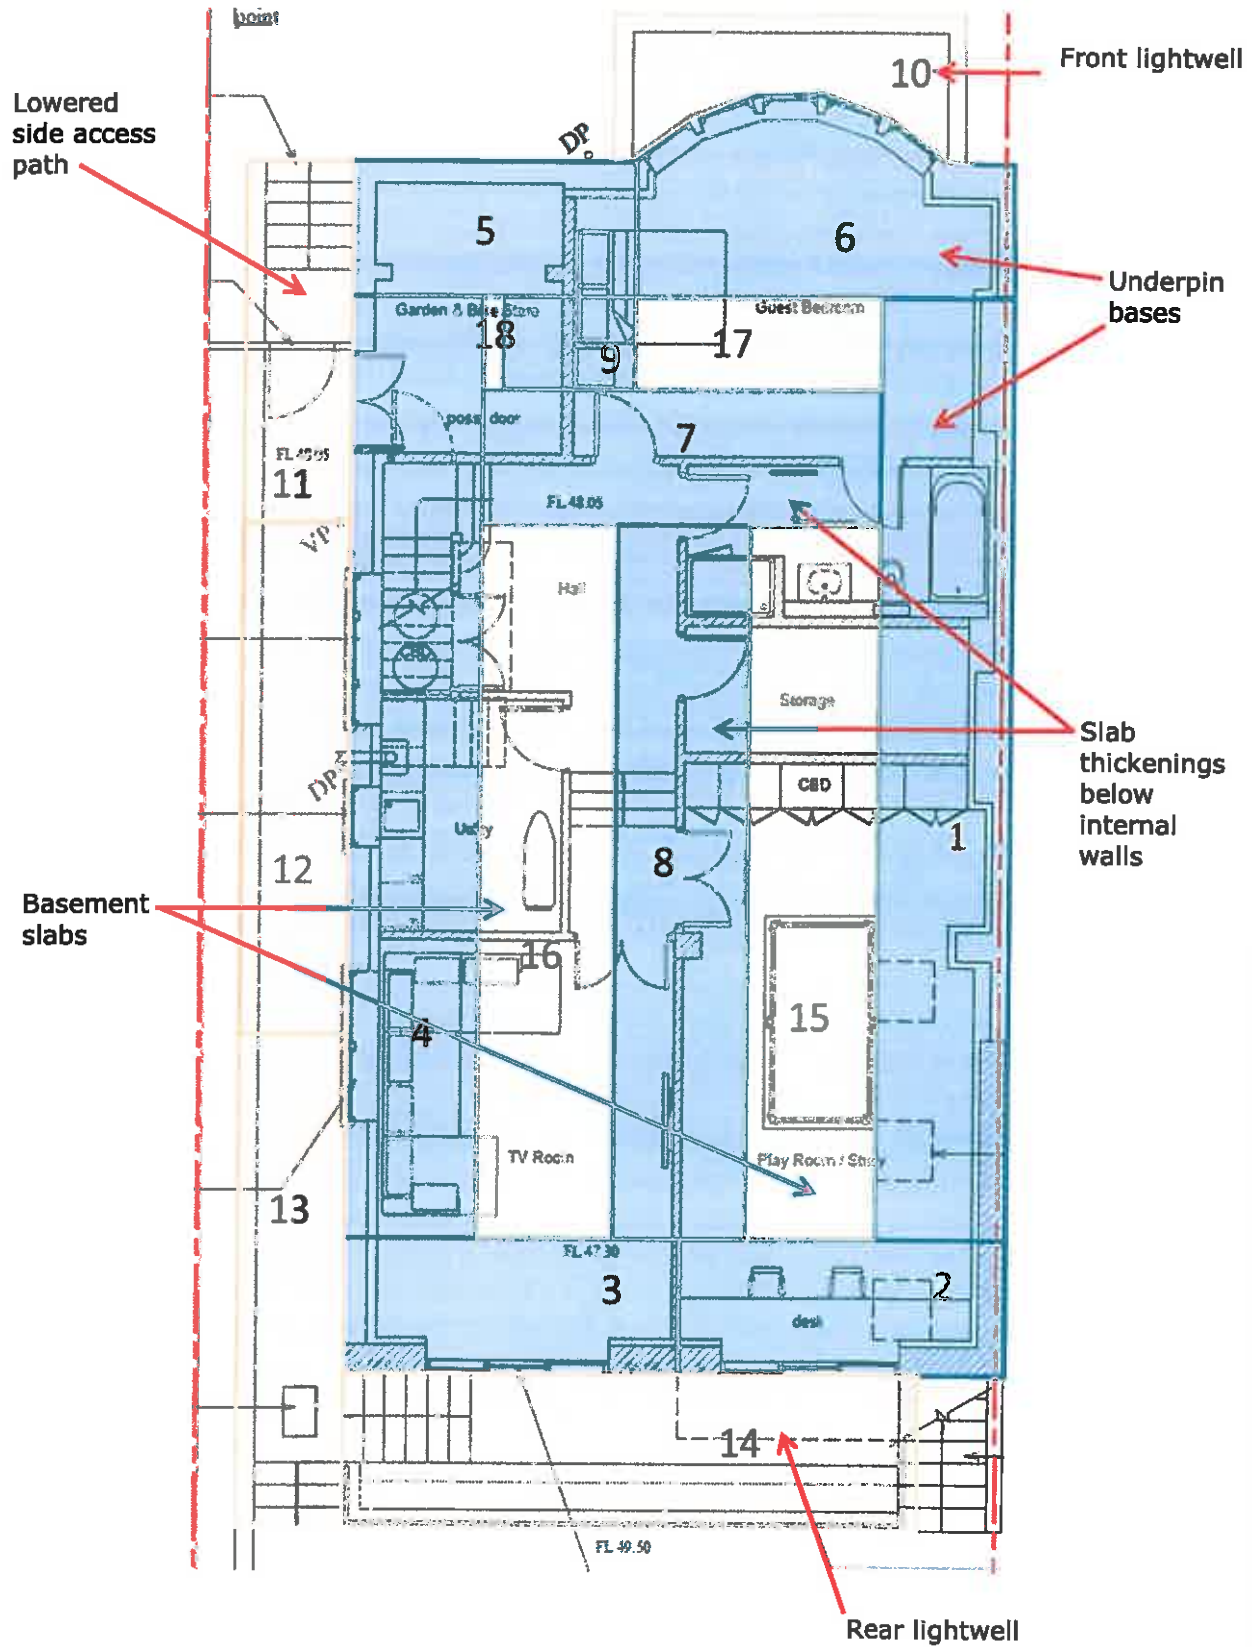 point
10
Front lightwell
Lowered
side access
path
DP
5
6
Underpin
bases
Garden & Bike Store
Guest Bedroom
18
9
17
poss door
7
11
VP
FL 48.05
Hall
Storage
Slab
thickenings
below
internal
walls
DP
CBD
Utility
8
1
12
Basement
slabs
16
15
4
TV Room
Play Room / Study
13
FL 47.30
3
2
desk
14
FL 49.50
Rear lightwell